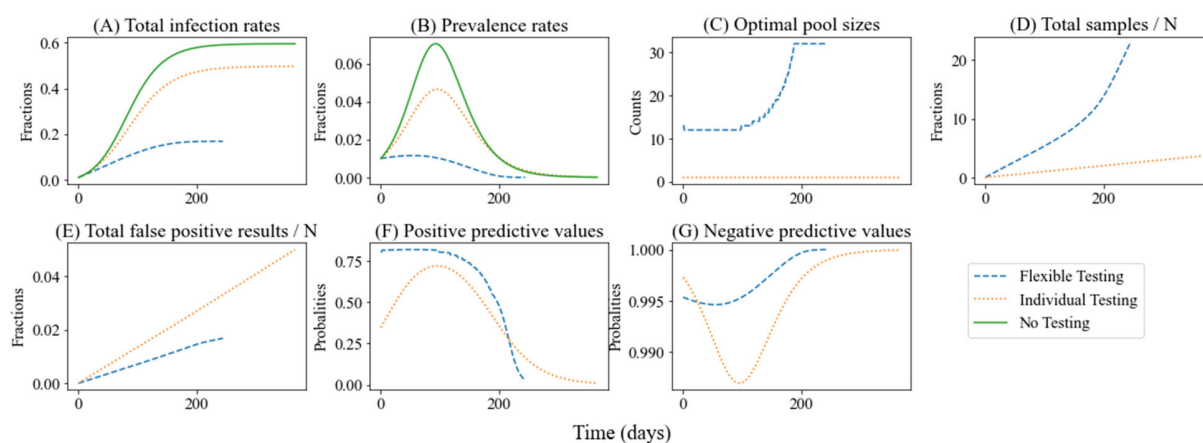 (A) Total infection rates
Fractions
0.6
0.4
0.2
0.0
0
200
(B) Prevalence rates
Fractions
0.06
0.04
0.02
0.00
0
200
(C) Optimal pool sizes
Counts
30
20
10
0
0
200
(D) Total samples / N
Fractions
20
10
0
0
200
(E) Total false positive results / N
Fractions
0.04
0.02
0.00
0
200
(F) Positive predictive values
Probalities
0.75
0.50
0.25
0.00
0
200
(G) Negative predictive values
Probalities
1.000
0.995
0.990
0
200
Flexible Testing
Individual Testing
No Testing
Time (days)